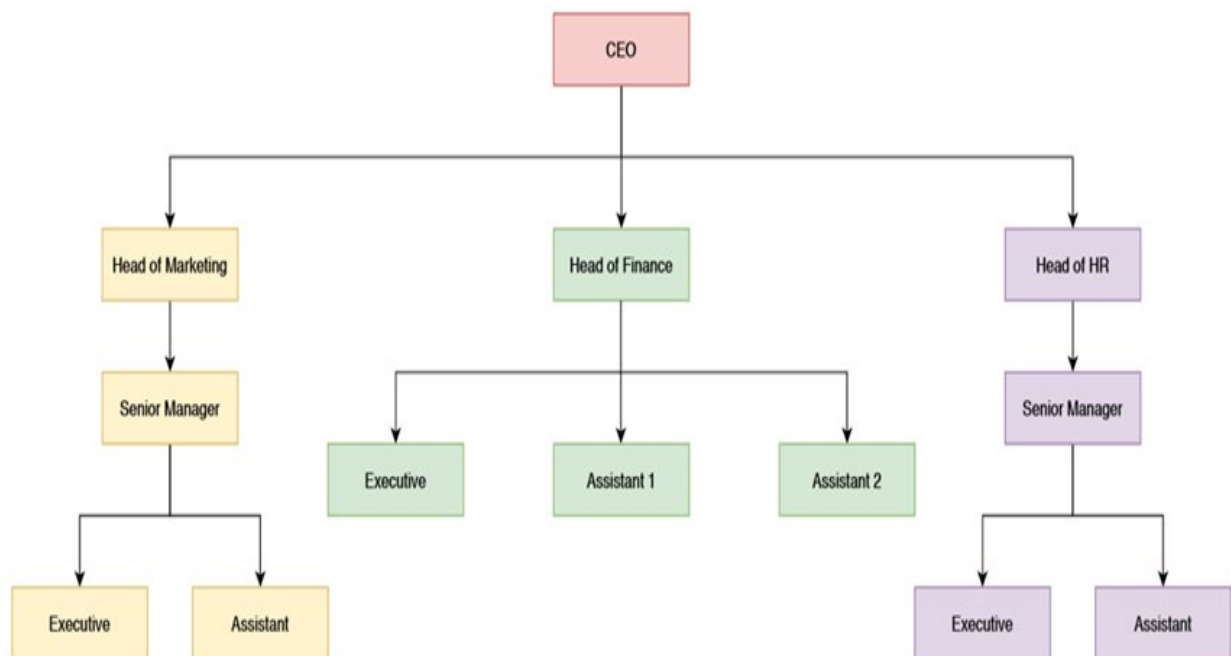 CEO
Head of Marketing
Head of Finance
Head of HR
Senior Manager
Senior Manager
Executive
Assistant 1
Assistant 2
Executive
Assistant
Executive
Assistant